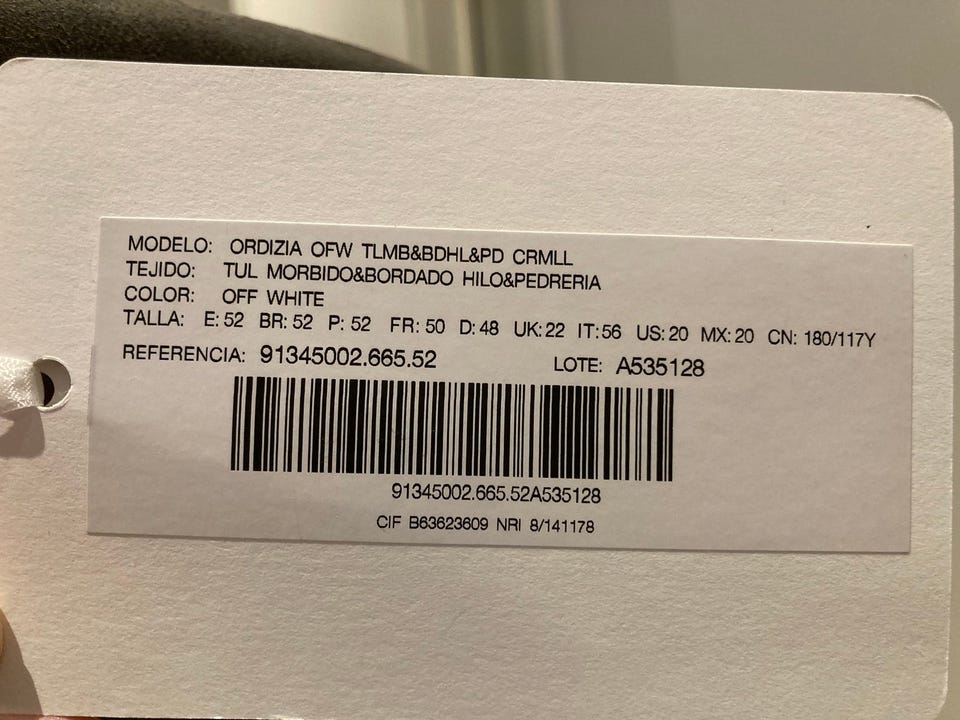 MODELO: ORDIZIA OFW TLMB&BDHL&PD CRMLL
TEJIDO: TUL MORBIDO&BORDADO HILO&PEDRERIA
COLOR: OFF WHITE
TALLA: E: 52 BR: 52 P: 52 FR: 50 D: 48 UK: 22 IT: 56 US: 20 MX: 20 CN: 180/117Y
REFERENCIA: 91345002.665.52 LOTE: A535128
91345002.665.52A535128
CIF B63623609 NRI 8/141178